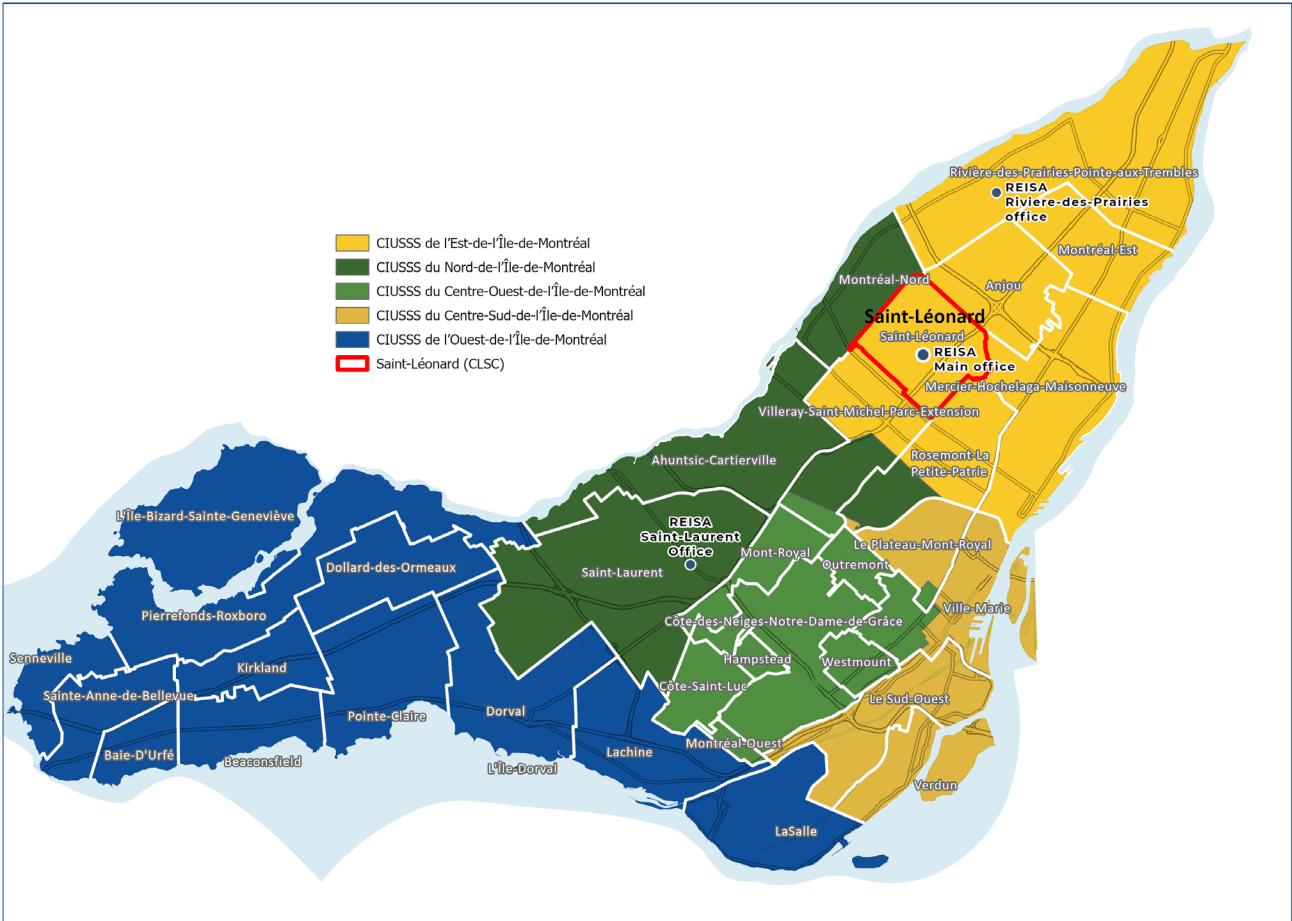 Rivière-des-Prairies-Pointe-aux-Trembles
REISA
Riviere-des-Prairies
office
CIUSSS de l'Est-de-l'Île-de-Montréal
CIUSSS du Nord-de-l'Île-de-Montréal
CIUSSS du Centre-Ouest-de-l'Île-de-Montréal
CIUSSS du Centre-Sud-de-l'Île-de-Montréal
CIUSSS de l'Ouest-de-l'Île-de-Montréal
Saint-Léonard (CLSC)
Montréal-Est
Montréal-Nord
Anjou
Saint-Léonard
Saint-Léonard
REISA
Main office
Mercier-Hochelaga-Maisonneuve
Villeray-Saint-Michel-Parc-Extension
Ahuntsic-Cartierville
Rosemont-La
Petite-Patrie
L'Île-Bizard-Sainte-Geneviève
REISA
Saint-Laurent
Office
Mont-Royal
Le Plateau-Mont-Royal
Outremont
Dollard-des-Ormeaux
Saint-Laurent
Pierrefonds-Roxboro
Côte-des-Neiges-Notre-Dame-de-Grâce
Ville-Marie
Senneville
Kirkland
Hampstead
Westmount
Sainte-Anne-de-Bellevue
Côte-Saint-Luc
Le Sud-Ouest
Pointe-Claire
Dorval
Baie-D'Urfé
Beaconsfield
L'Île-Dorval
Lachine
Montréal-Ouest
Verdun
LaSalle